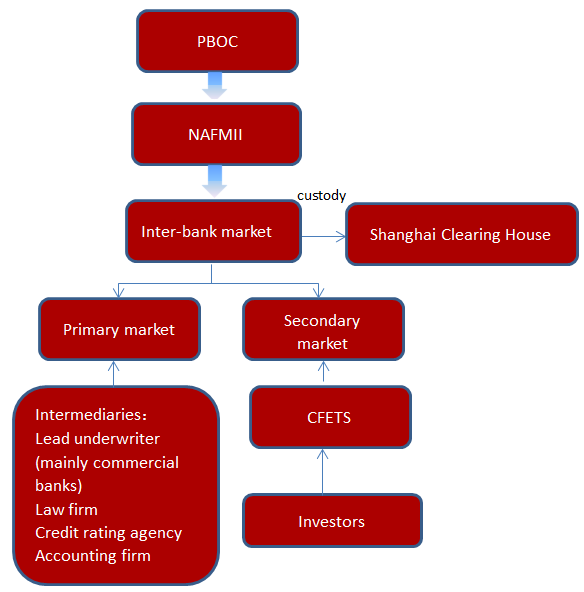 PBOC
NAFMII
custody
Inter-bank market
Shanghai Clearing House
Primary market
Secondary
market
Intermediaries：
Lead underwriter
(mainly commercial
banks)
Law firm
Credit rating agency
Accounting firm
CFETS
Investors